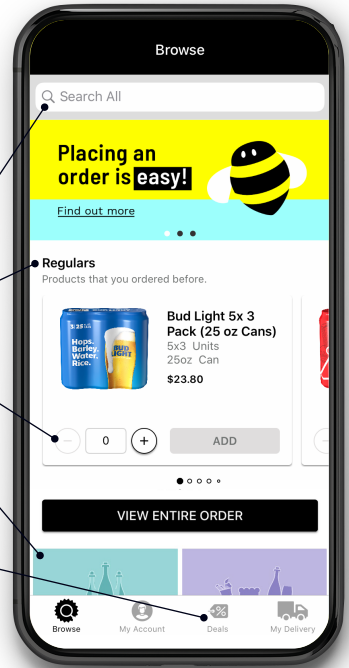 Browse
Search All
Placing an
order is easy!
Find out more
Regulars
Products that you ordered before.
Bud Light 5x 3
Pack (25 oz Cans)
5x3 Units
25oz Can
$23.80
3|25
Hops.
Barley.
Water.
Rice.
BUD
LIGHT
0
ADD
VIEW ENTIRE ORDER
Browse
My Account
Deals
My Delivery